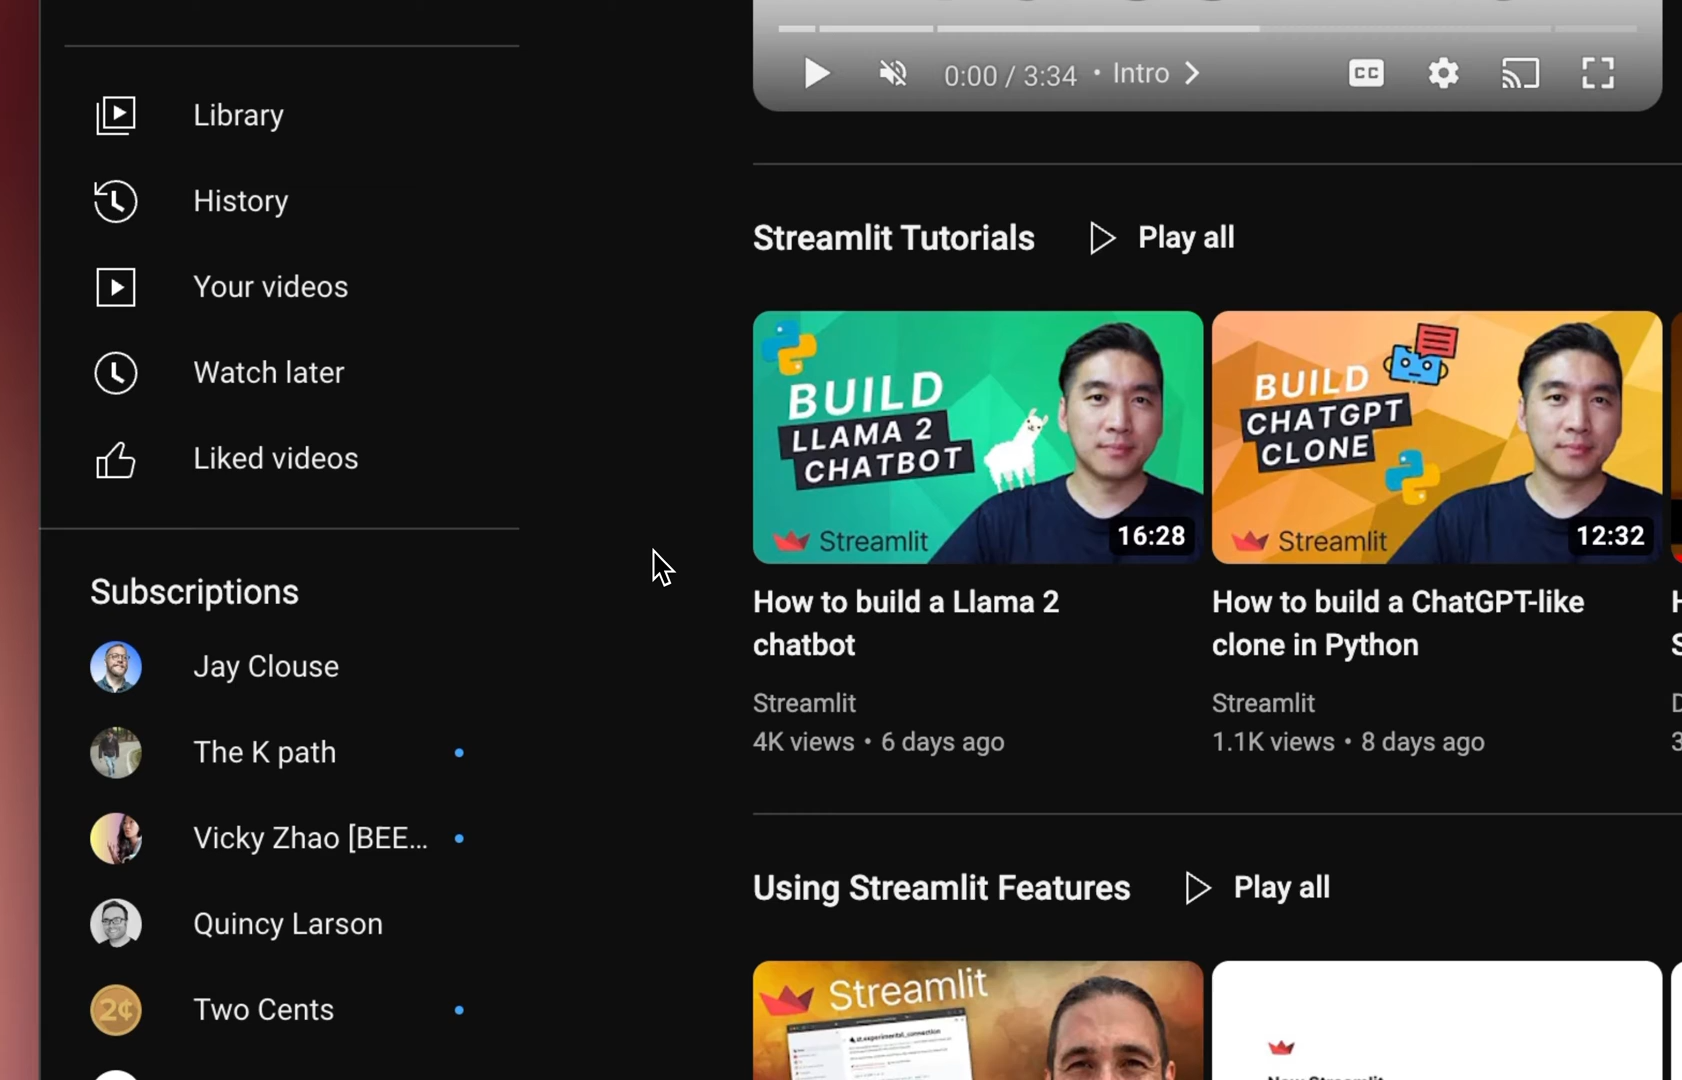 0:00 / 3:34 • Intro
CC
Library
History
Your videos
Watch later
Liked videos
Subscriptions
Jay Clouse
The K path
Vicky Zhao [BEE...
Quincy Larson
2¢
Two Cents
Streamlit Tutorials
Play all
BUILD
LLAMA 2
CHATBOT
Streamlit
16:28
How to build a Llama 2
chatbot
Streamlit
4K views • 6 days ago
BUILD
CHATGPT
CLONE
Streamlit
12:32
How to build a ChatGPT-like
clone in Python
Streamlit
1.1K views • 8 days ago
Using Streamlit Features
Play all
Streamlit